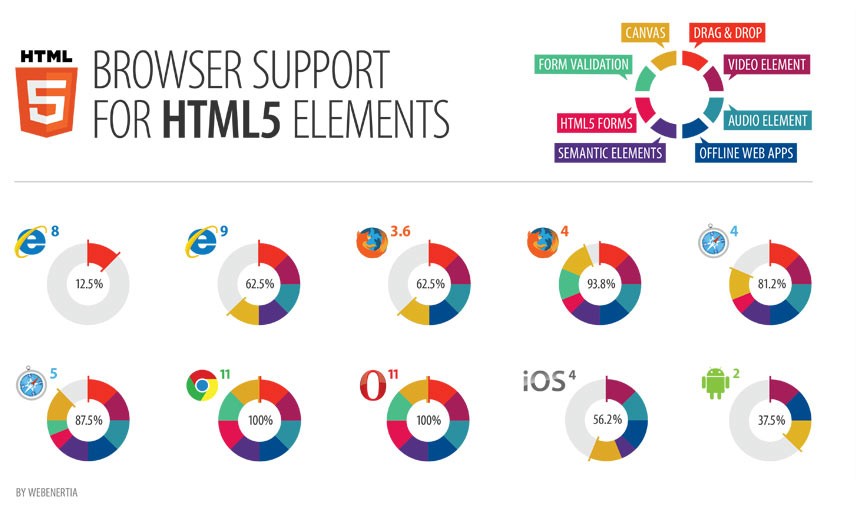 HTML
5
BROWSER SUPPORT
FOR HTML5 ELEMENTS
CANVAS
DRAG & DROP
FORM VALIDATION
VIDEO ELEMENT
HTML5 FORMS
AUDIO ELEMENT
SEMANTIC ELEMENTS
OFFLINE WEB APPS
8
12.5%
9
62.5%
3.6
62.5%
4
93.8%
4
81.2%
5
87.5%
11
100%
11
100%
iOS 4
56.2%
2
37.5%
BY WEBENERTIA